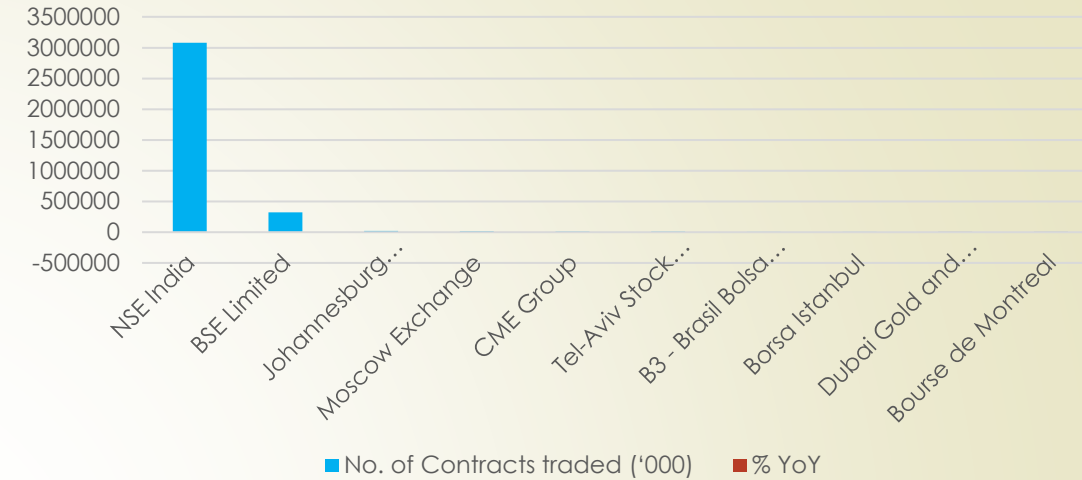 3500000
3000000
2500000
2000000
1500000
1000000
500000
0
-500000
NSE India
BSE Limited
Johannesburg...
Moscow Exchange
CME Group
Tel-Aviv Stock...
B3 - Brasil Bolsa...
Borsa Istanbul
Dubai Gold and...
Bourse de Montreal
No. of Contracts traded (‘000) % YoY